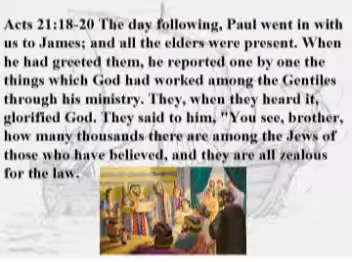 Acts 21:18-20 The day following, Paul went in with
us to James; and all the elders were present. When
he had greeted them, he reported one by one the
things which God had worked among the Gentiles
through his ministry. They, when they heard it,
glorified God. They said to him, "You see, brother,
how many thousands there are among the Jews of
those who have believed, and they are all zealous
for the law.